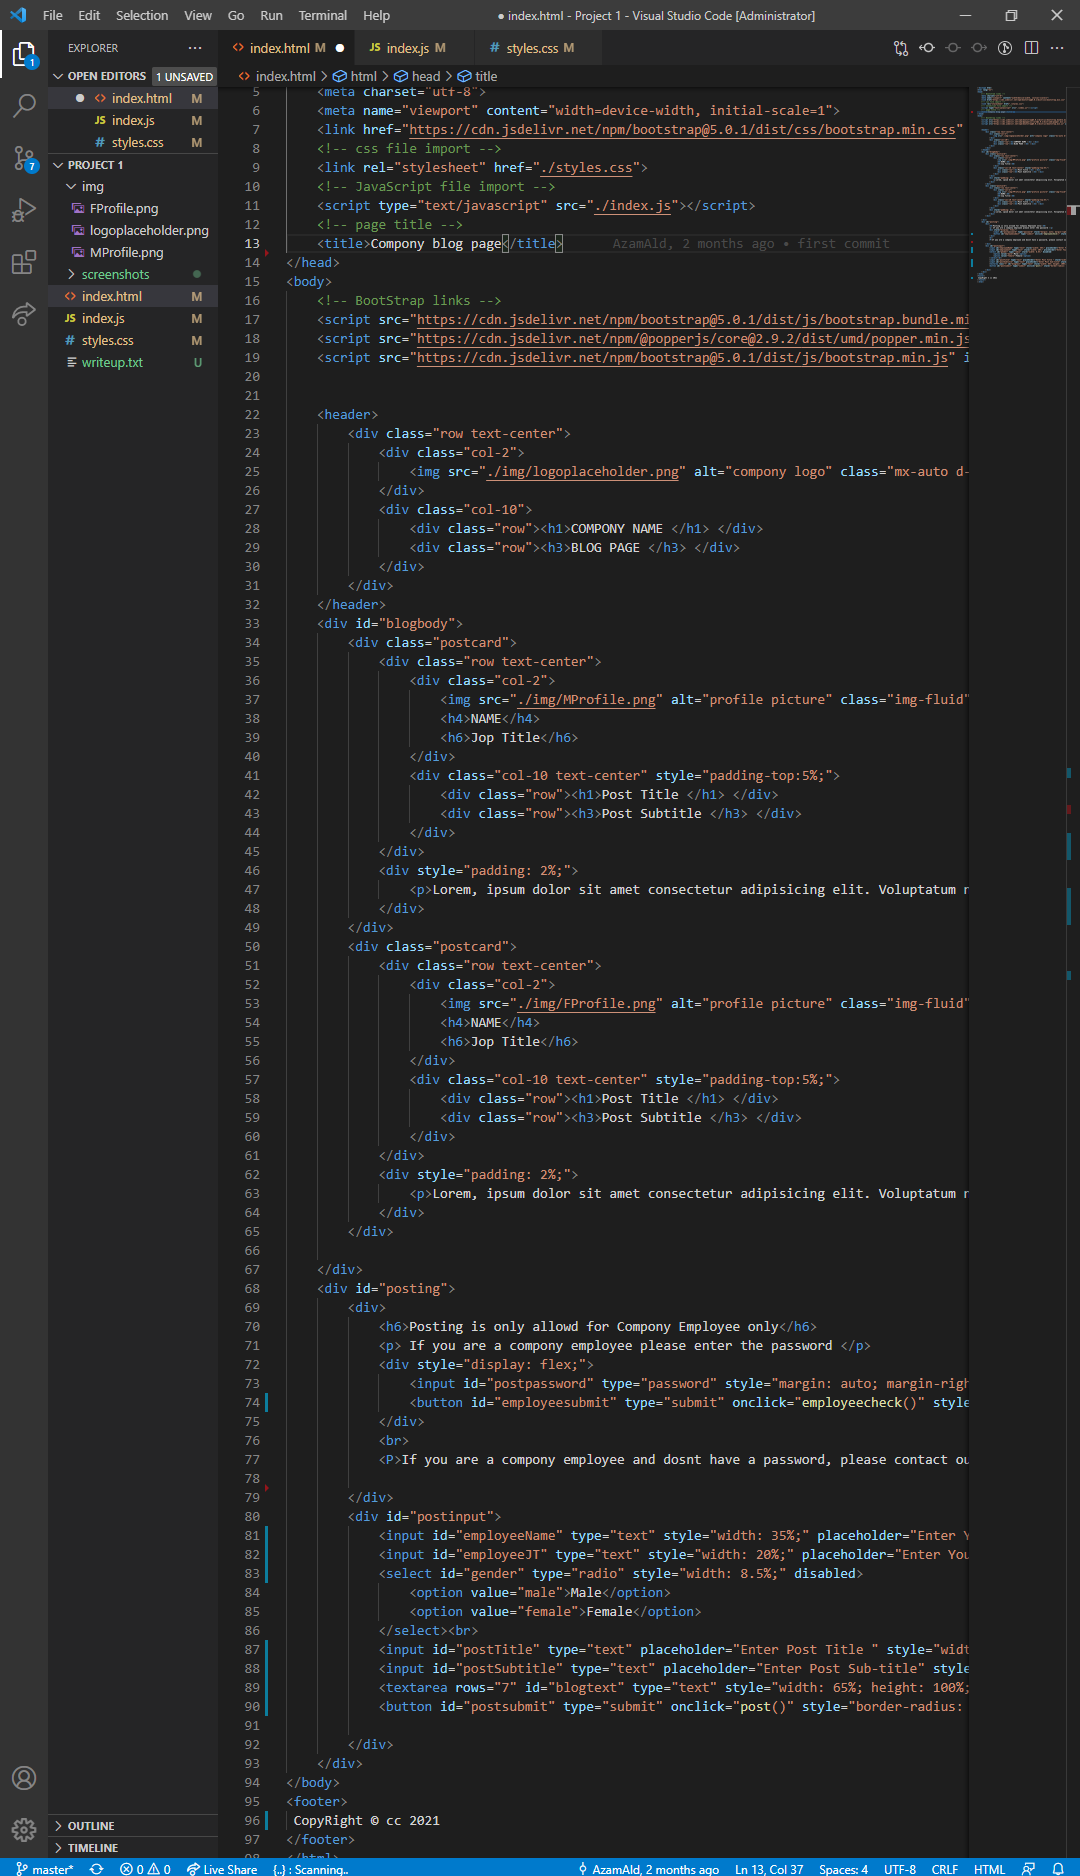 File Edit Selection View Go Run Terminal Help ● index.html - Project 1 - Visual Studio Code [Administrator]
EXPLORER ···
index.html M ●
JS index.js M
# styles.css M
OPEN EDITORS 1 UNSAVED
● <> index.html M
JS index.js M
# styles.css M
PROJECT 1
img
FProfile.png
logoplaceholder.png
MProfile.png
screenshots
<> index.html M
JS index.js M
# styles.css M
writeup.txt U
OUTLINE
TIMELINE
1
7
<> index.html > html > head > title
5 <meta charset="utf-8">
6 <meta name="viewport" content="width=device-width, initial-scale=1">
7 <link href="https://cdn.jsdelivr.net/npm/bootstrap@5.0.1/dist/css/bootstrap.min.css"
8 <!-- css file import -->
9 <link rel="stylesheet" href="./styles.css">
10 <!-- JavaScript file import -->
11 <script type="text/javascript" src="./index.js"></script>
12 <!-- page title -->
13 <title>Compony blog page</title> AzamAld, 2 months ago • first commit
14 </head>
15 <body>
16 <!-- BootStrap links -->
17 <script src="https://cdn.jsdelivr.net/npm/bootstrap@5.0.1/dist/js/bootstrap.bundle.mi
18 <script src="https://cdn.jsdelivr.net/npm/@popperjs/core@2.9.2/dist/umd/popper.min.js
19 <script src="https://cdn.jsdelivr.net/npm/bootstrap@5.0.1/dist/js/bootstrap.min.js" i
20
21
22 <header>
23 <div class="row text-center">
24 <div class="col-2">
25 <img src="./img/logoplaceholder.png" alt="compony logo" class="mx-auto d-
26 </div>
27 <div class="col-10">
28 <div class="row"><h1>COMPONY NAME </h1> </div>
29 <div class="row"><h3>BLOG PAGE </h3> </div>
30 </div>
31 </div>
32 </header>
33 <div id="blogbody">
34 <div class="postcard">
35 <div class="row text-center">
36 <div class="col-2">
37 <img src="./img/MProfile.png" alt="profile picture" class="img-fluid"
38 <h4>NAME</h4>
39 <h6>Jop Title</h6>
40 </div>
41 <div class="col-10 text-center" style="padding-top:5%;">
42 <div class="row"><h1>Post Title </h1> </div>
43 <div class="row"><h3>Post Subtitle </h3> </div>
44 </div>
45 </div>
46 <div style="padding: 2%;">
47 <p>Lorem, ipsum dolor sit amet consectetur adipisicing elit. Voluptatum
48 </div>
49 </div>
50 <div class="postcard">
51 <div class="row text-center">
52 <div class="col-2">
53 <img src="./img/FProfile.png" alt="profile picture" class="img-fluid"
54 <h4>NAME</h4>
55 <h6>Jop Title</h6>
56 </div>
57 <div class="col-10 text-center" style="padding-top:5%;">
58 <div class="row"><h1>Post Title </h1> </div>
59 <div class="row"><h3>Post Subtitle </h3> </div>
60 </div>
61 </div>
62 <div style="padding: 2%;">
63 <p>Lorem, ipsum dolor sit amet consectetur adipisicing elit. Voluptatum
64 </div>
65 </div>
66
67 </div>
68 <div id="posting">
69 <div>
70 <h6>Posting is only allowd for Compony Employee only</h6>
71 <p> If you are a compony employee please enter the password </p>
72 <div style="display: flex;">
73 <input id="postpassword" type="password" style="margin: auto; margin-righ
74 <button id="employeesubmit" type="submit" onclick="employeecheck()" style
75 </div>
76 <br>
77 <P>If you are a compony employee and dosnt have a password, please contact ou
78
79 </div>
80 <div id="postinput">
81 <input id="employeeName" type="text" style="width: 35%;" placeholder="Enter Y
82 <input id="employeeJT" type="text" style="width: 20%;" placeholder="Enter You
83 <select id="gender" type="radio" style="width: 8.5%;" disabled>
84 <option value="male">Male</option>
85 <option value="female">Female</option>
86 </select><br>
87 <input id="postTitle" type="text" placeholder="Enter Post Title " style="widt
88 <input id="postSubtitle" type="text" placeholder="Enter Post Sub-title" style
89 <textarea rows="7" id="blogtext" type="text" style="width: 65%; height: 100%;
90 <button id="postsubmit" type="submit" onclick="post()" style="border-radius:
91
92 </div>
93 </div>
94 </body>
95 <footer>
96 CopyRight © cc 2021
97 </footer>
98 </html>
master* 0 0 Live Share {..} : Scanning.. AzamAld, 2 months ago Ln 13, Col 37 Spaces: 4 UTF-8 CRLF HTML